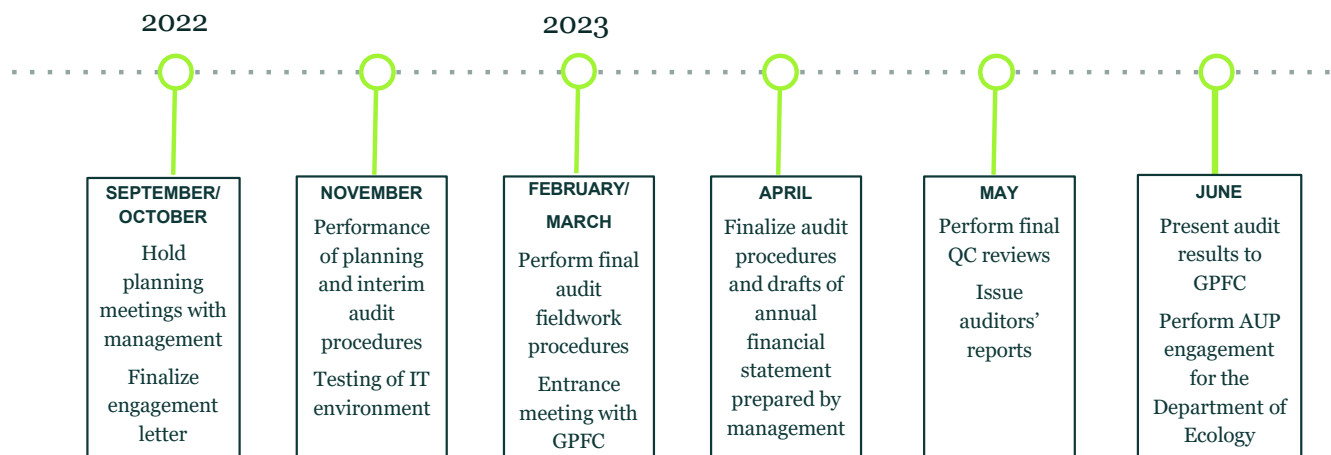 2022
2023
SEPTEMBER/
OCTOBER
Hold
planning
meetings with
management
Finalize
engagement
letter
NOVEMBER
Performance
of planning
and interim
audit
procedures
Testing of IT
environment
FEBRUARY/
MARCH
Perform final
audit
fieldwork
procedures
Entrance
meeting with
GPFC
APRIL
Finalize audit
procedures
and drafts of
annual
financial
statement
prepared by
management
MAY
Perform final
QC reviews
Issue
auditors’
reports
JUNE
Present audit
results to
GPFC
Perform AUP
engagement
for the
Department of
Ecology